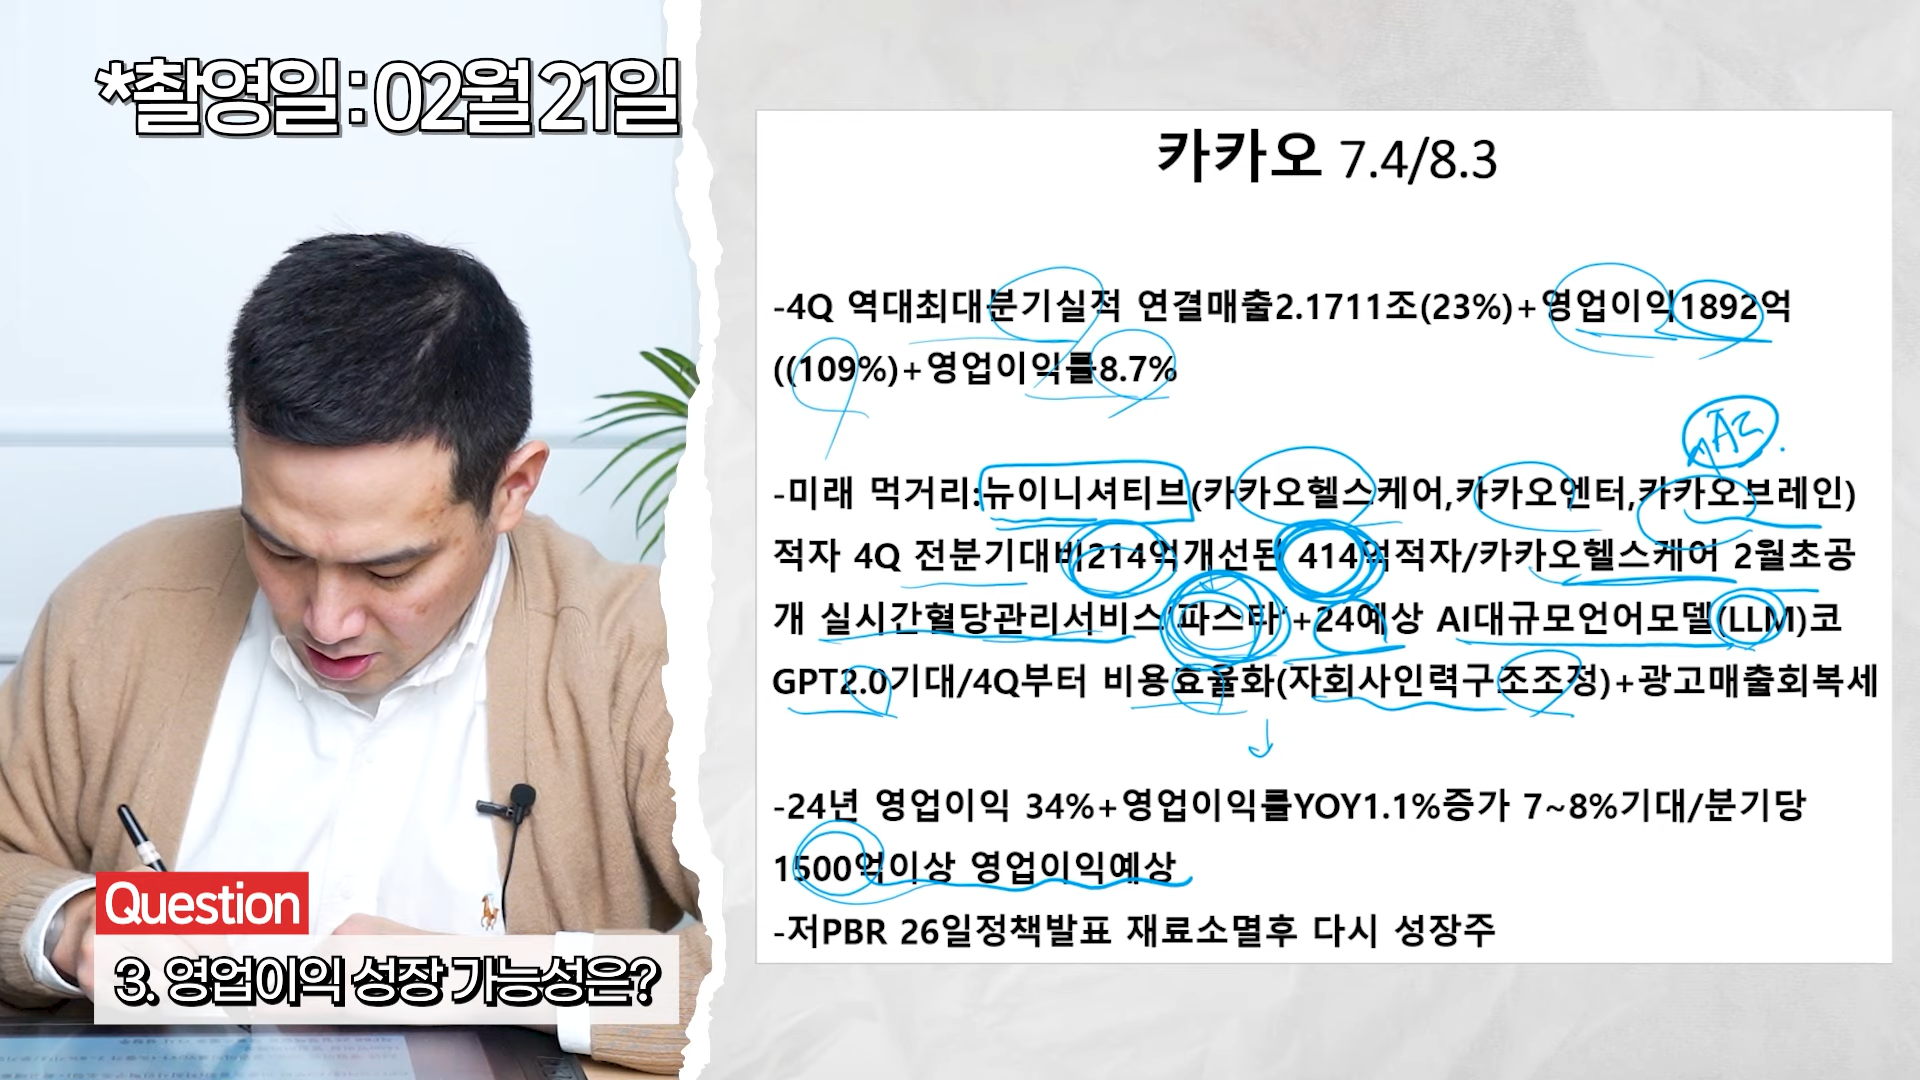 *촬영일 : 02월 21일
카카오 7.4/8.3
-4Q 역대최대분기실적 연결매출2.1711조(23%)+영업이익1892억
((109%)+영업이익률8.7%
AI
-미래 먹거리:뉴이니셔티브(카카오헬스케어,카카오엔터,카카오브레인)
적자 4Q 전분기대비214억개선된 414억적자/카카오헬스케어 2월초공
개 실시간혈당관리서비스'파스타'+24예상 AI대규모언어모델(LLM)코
GPT2.0기대/4Q부터 비용효율화(자회사인력구조조정)+광고매출회복세
-24년 영업이익 34%+영업이익률YOY1.1%증가 7~8%기대/분기당
1500억이상 영업이익예상
-저PBR 26일정책발표 재료소멸후 다시 성장주
Question
3. 영업이익 성장 가능성은?